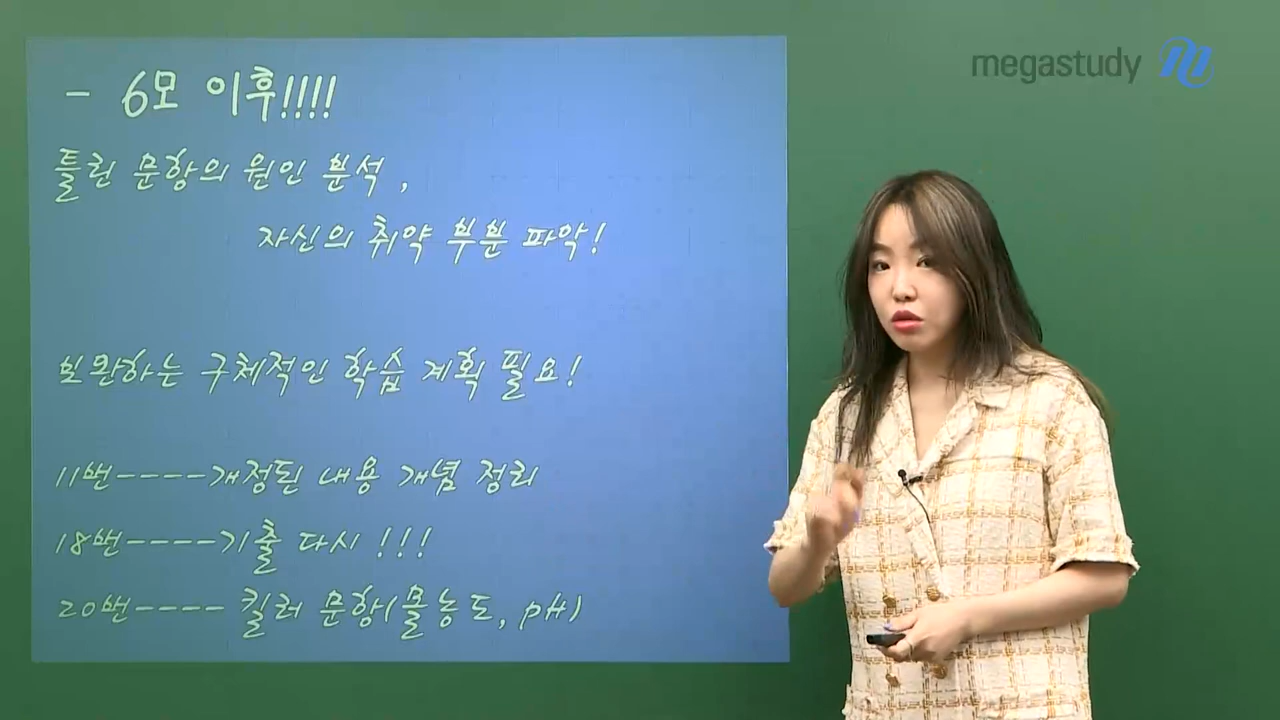 megastudy
- 6모 이후!!!!
틀린 문항의 원인 분석,
자신의 취약 부분 파악!
보완하는 구체적인 학습 계획 필요!
11번----개정된 내용 개념 정리
18번----기출 다시 !!!
20번---- 킬러 문항(몰농도, pH)